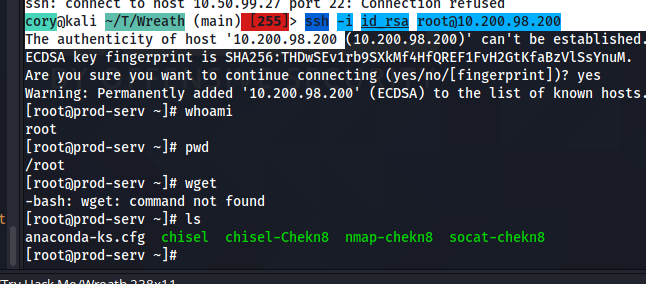 ssh: connect to host 10.50.99.27 port 22: Connection refused
cory@kali ~/T/Wreath (main) [255]> ssh -i id_rsa root@10.200.98.200
The authenticity of host '10.200.98.200 (10.200.98.200)' can't be established.
ECDSA key fingerprint is SHA256:THDwSEv1rb9SXkMf4HfQREF1FvH2GtKfaBzVlSsYnuM.
Are you sure you want to continue connecting (yes/no/[fingerprint])? yes
Warning: Permanently added '10.200.98.200' (ECDSA) to the list of known hosts.
[root@prod-serv ~]# whoami
root
[root@prod-serv ~]# pwd
/root
[root@prod-serv ~]# wget
-bash: wget: command not found
[root@prod-serv ~]# ls
anaconda-ks.cfg chisel chisel-Chekn8 nmap-chekn8 socat-chekn8
[root@prod-serv ~]#
Try Hack Me/Wreath 238x11